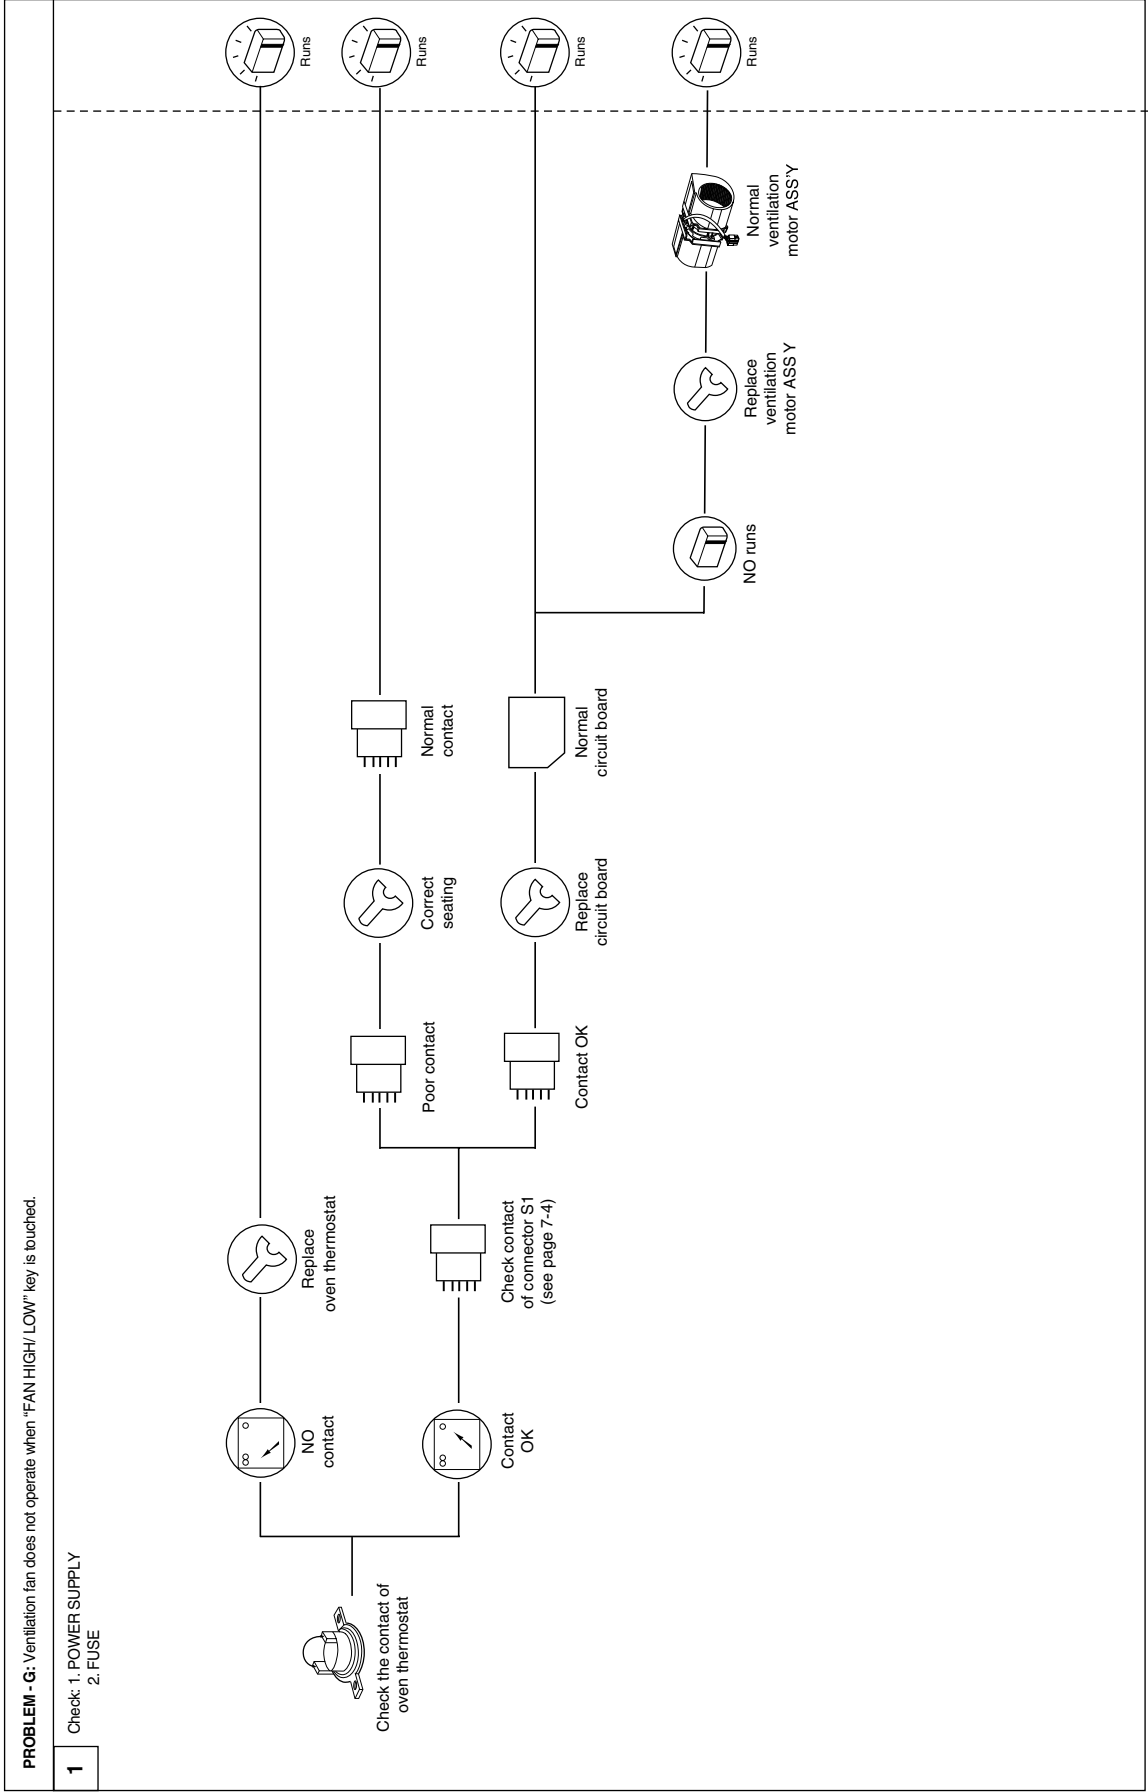 PROBLEM - G: Ventilation fan does not operate when “FAN HIGH/ LOW” key is touched.
1
Check: 1. POWER SUPPLY
2. FUSE
Check the contact of
oven thermostat
NO
contact
Replace
oven thermostat
Runs
Contact
OK
Check contact
of connector S1
(see page 7-4)
Poor contact
Correct
seating
Normal
contact
Runs
Contact OK
Replace
circuit board
Normal
circuit board
Runs
NO runs
Replace
ventilation
motor ASS Y
Normal
ventilation
motor ASS'Y
Runs